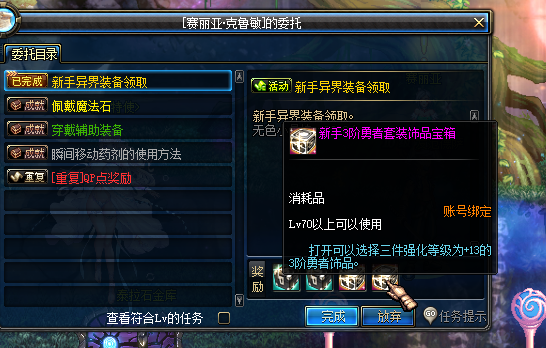 [赛丽亚·克鲁敏]的委托
委托目录
已完成 新手异界装备领取
成就 佩戴魔法石
成就 穿戴辅助装备
成就 瞬间移动药剂的使用方法
重复 [重复]QP点奖励
活动 新手异界装备领取
新手异界装备领取。
无色
新手3阶勇者套装饰品宝箱
消耗品
账号绑定
Lv70以上可以使用
打开可以选择三件强化等级为+13的
3阶勇者饰品。
奖励
查看符合Lv的任务
完成
放弃
GO 任务提示